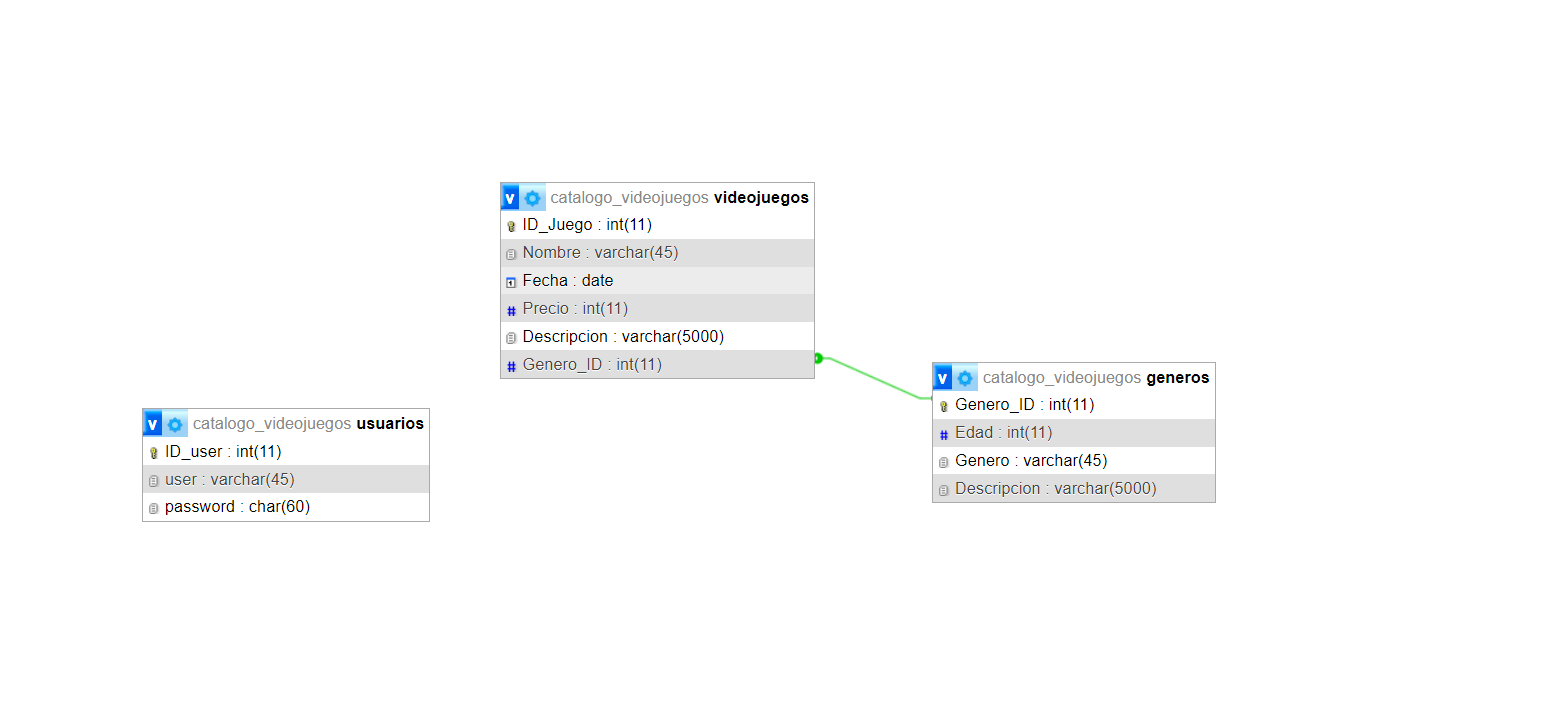 v catalogo_videojuegos videojuegos
ID_Juego : int(11)
Nombre : varchar(45)
Fecha : date
# Precio : int(11)
Descripcion : varchar(5000)
# Genero_ID : int(11)
v catalogo_videojuegos generos
Genero_ID : int(11)
# Edad : int(11)
Genero : varchar(45)
Descripcion : varchar(5000)
v catalogo_videojuegos usuarios
ID_user : int(11)
user : varchar(45)
password : char(60)